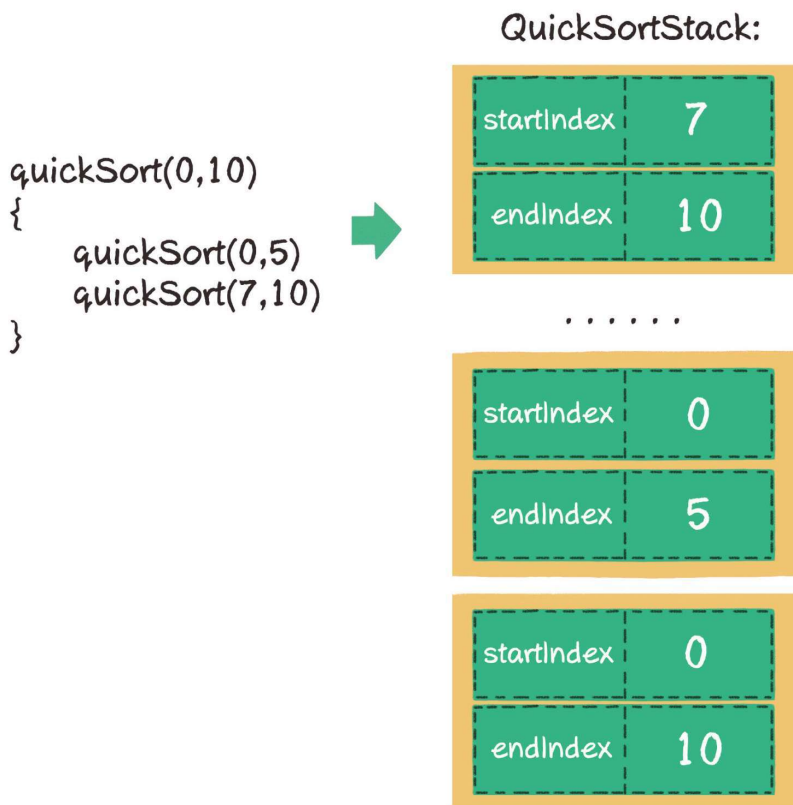 QuickSortStack:
quickSort(0,10)
{
quickSort(0,5)
quickSort(7,10)
}
startIndex 7
endIndex 10
......
startIndex 0
endIndex 5
startIndex 0
endIndex 10